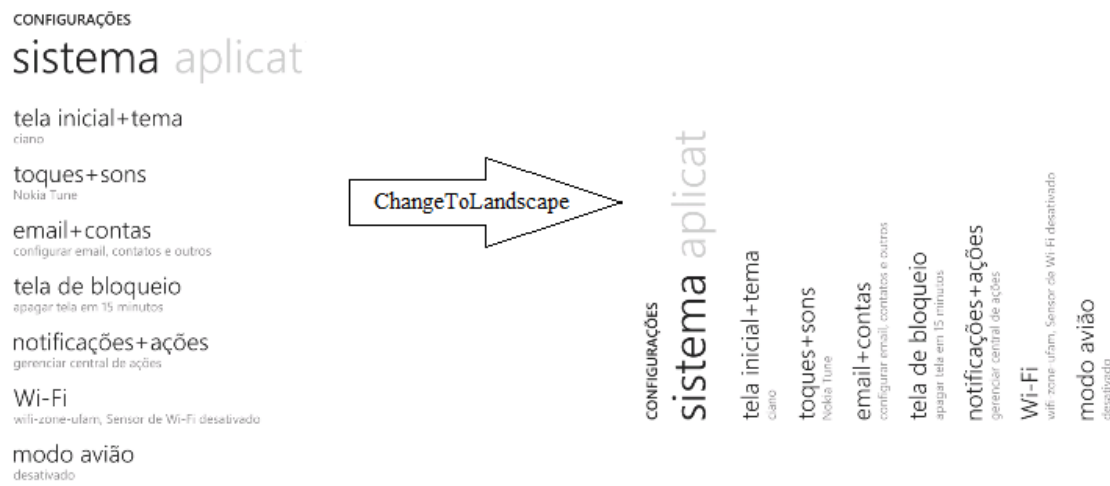 CONFIGURAÇÕES
sistema aplicat
tela inicial+tema
ciano
toques+sons
Nokia Tune
email+contas
configurar email, contatos e outros
tela de bloqueio
apagar tela em 15 minutos
notificações+ações
gerenciar central de ações
Wi-Fi
wifi-zone-ufam, Sensor de Wi-Fi desativado
modo avião
desativado
ChangeToLandscape
CONFIGURAÇÕES
sistema aplicat
tela inicial+tema
ciano
toques+sons
Nokia Tune
email+contas
configurar email, contatos e outros
tela de bloqueio
apagar tela em 15 minutos
notificações+ações
gerenciar central de ações
Wi-Fi
wifi-zone-ufam, Sensor de Wi-Fi desativado
modo avião
desativado